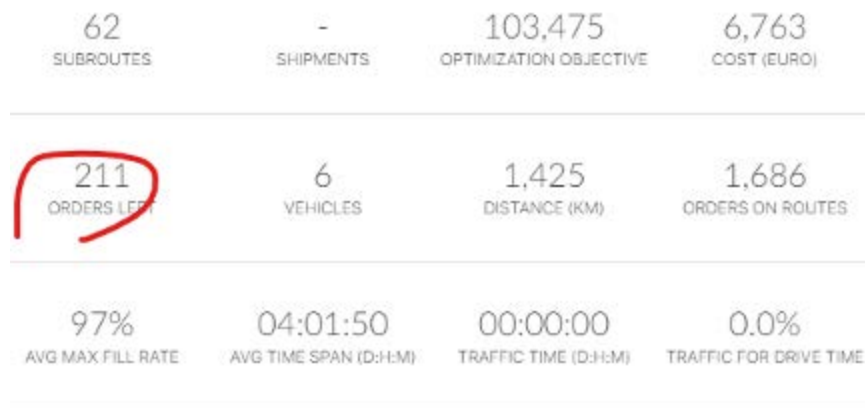 62 - 103,475 6,763
SUBROUTES SHIPMENTS OPTIMIZATION OBJECTIVE COST (EURO)
211 6 1,425 1,686
ORDERS LEFT VEHICLES DISTANCE (KM) ORDERS ON ROUTES
97% 04:01:50 00:00:00 0.0%
AVG MAX FILL RATE AVG TIME SPAN (D:H:M) TRAFFIC TIME (D:H:M) TRAFFIC FOR DRIVE TIME